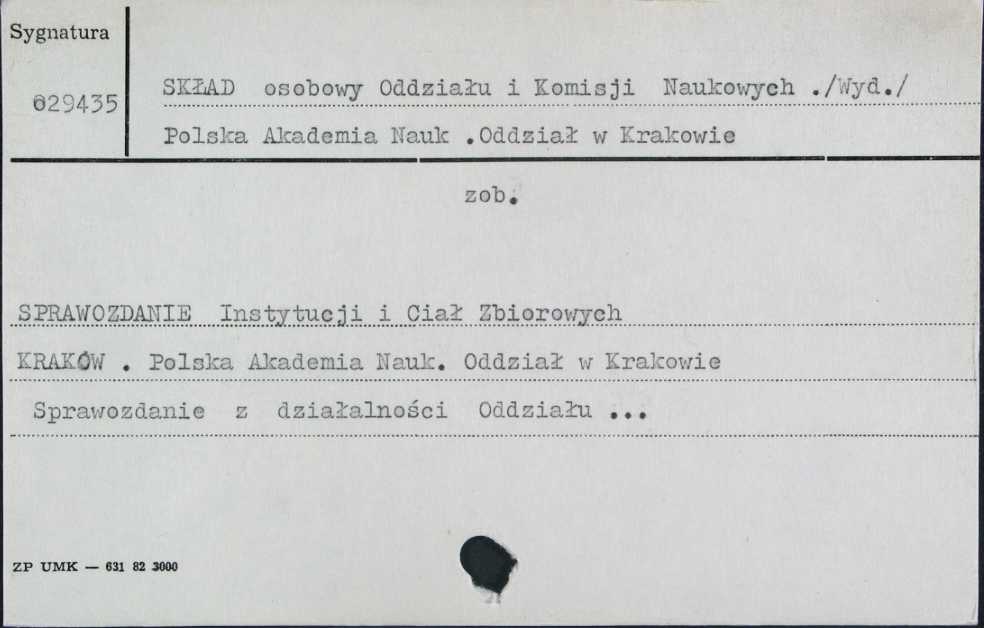 Sygnatura
029435
SKŁAD osobowy Oddziału i Komisji Naukowych ./Wyd./
Polska Akademia Nauk .Oddział w Krakowie
zob.
SPRAWOZDANIE Instytucji i Ciał Zbiorowych
KRAKÓW . Polska Akademia Nauk. Oddział w Krakowie
Sprawozdanie z działalności Oddziału ...
ZP UMK — 631 82 3000